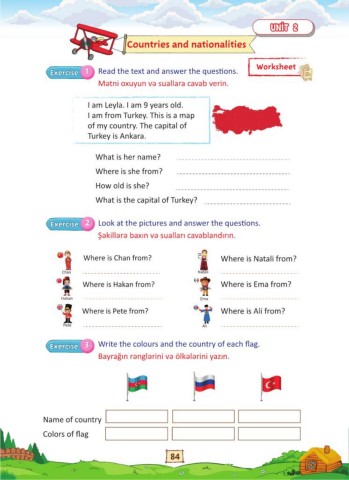 UNİT 2
Countries and nationalities
Exercise 1 Read the text and answer the questions.
Worksheet
Mətni oxuyun və suallara cavab verin.
I am Leyla. I am 9 years old.
I am from Turkey. This is a map
of my country. The capital of
Turkey is Ankara.
What is her name?
Where is she from?
How old is she?
What is the capital of Turkey?
Exercise 2 Look at the pictures and answer the questions.
Şəkillərə baxın və sualları cavablandırın.
Where is Chan from? Where is Natali from?
Chan Natali
Where is Hakan from? Where is Ema from?
Hakan Ema
Where is Pete from? Where is Ali from?
Pete Ali
Exercise 3 Write the colours and the country of each flag.
Bayrağın rənglərini və ölkələrini yazın.
Name of country
Colors of flag
84